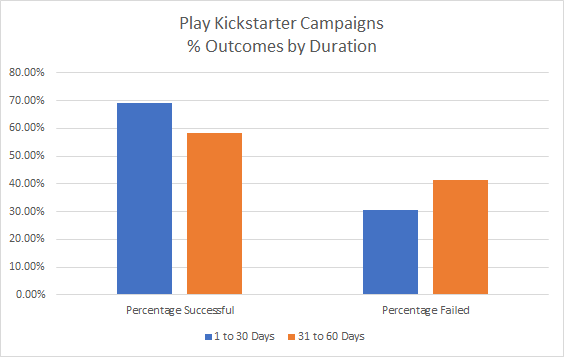 Play Kickstarter Campaigns
% Outcomes by Duration
80.00%
70.00%
60.00%
50.00%
40.00%
30.00%
20.00%
10.00%
0.00%
Percentage Successful Percentage Failed
1 to 30 Days 31 to 60 Days